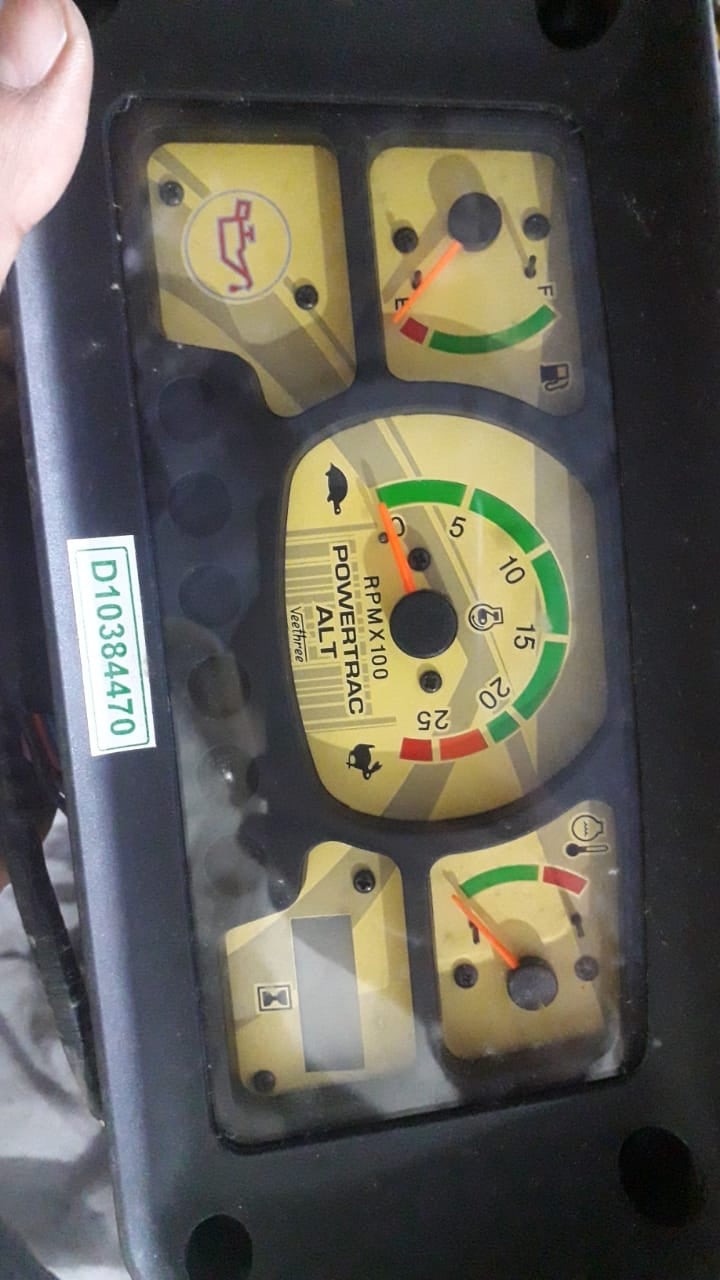 E
F
0
5
10
15
20
25
RPM X 100
POWERTRAC
ALT
Veethree
D10384470